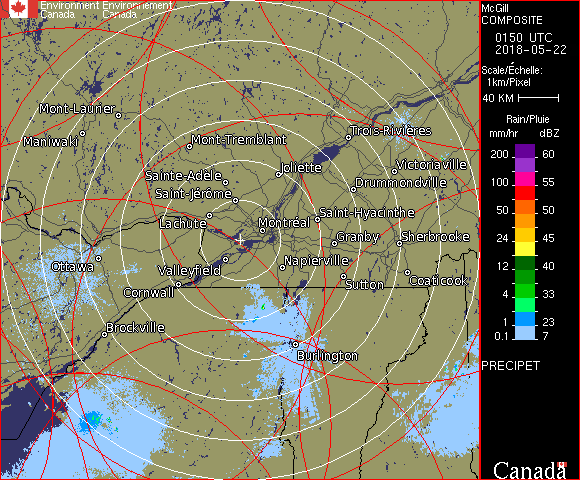 Environment Environnement
Canada Canada
McGill
COMPOSITE
0150 UTC
2018-05-22
Scale/Échelle:
1km/Pixel
40 KM
Rain/Pluie
mm/hr dBZ
200 60
100 55
50 50
24 45
12 40
4 33
1 23
0.1 7
PRECIPET
Canada
Mont-Laurier
Maniwaki
Mont-Tremblant
Trois-Rivières
Sainte-Adèle
Joliette
Victoriaville
Saint-Jérôme
Drummondville
Lachute
Montréal
Saint-Hyacinthe
Granby
Sherbrooke
Ottawa
Valleyfield
Napierville
Cornwall
Sutton
Coaticook
Brockville
Burlington